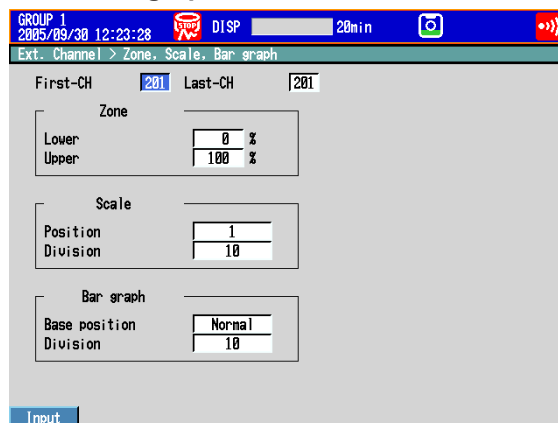 GROUP 1
2005/09/30 12:23:28 STOP DISP 20min
Ext. Channel > Zone, Scale, Bar graph
First-CH 201 Last-CH 201
Zone
Lower 0 %
Upper 100 %
Scale
Position 1
Division 10
Bar graph
Base position Normal
Division 10
Input